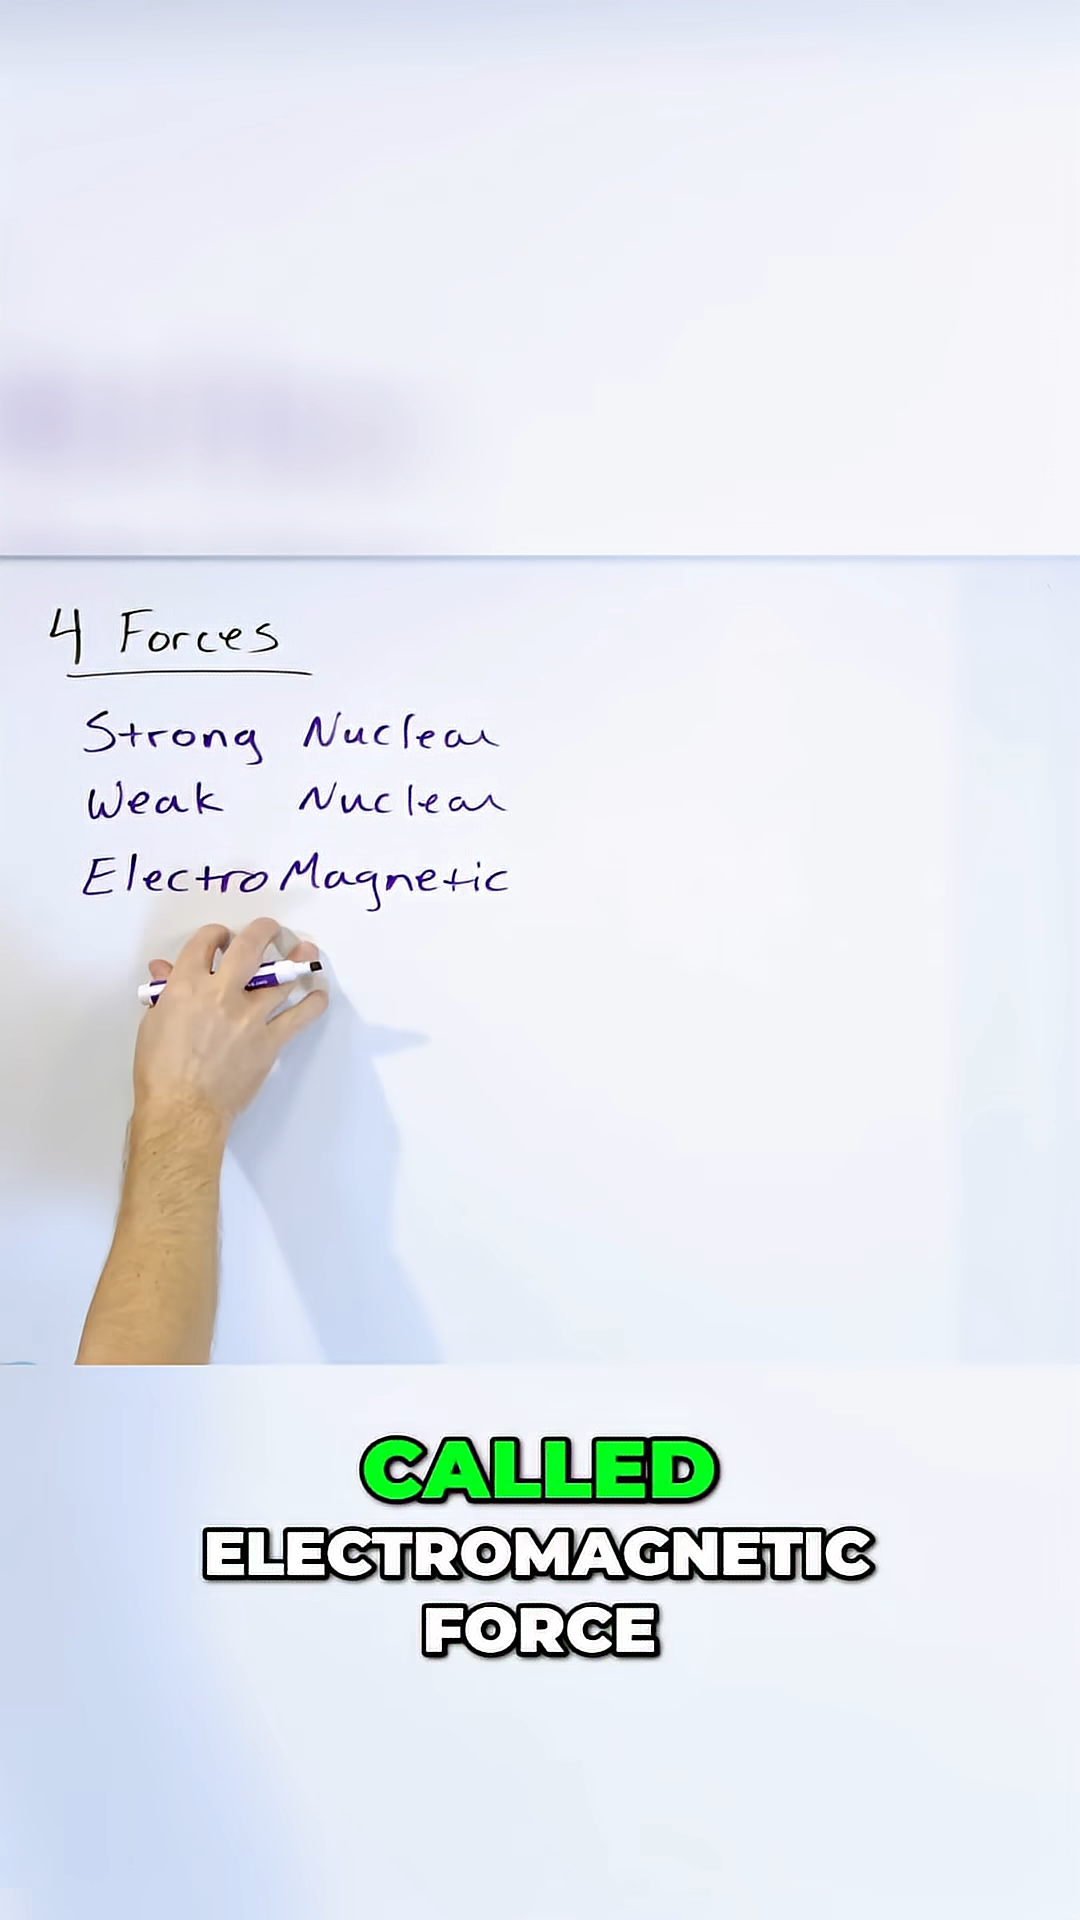 4 Forces
Strong Nuclear
Weak Nuclear
ElectroMagnetic
CALLED
ELECTROMAGNETIC
FORCE